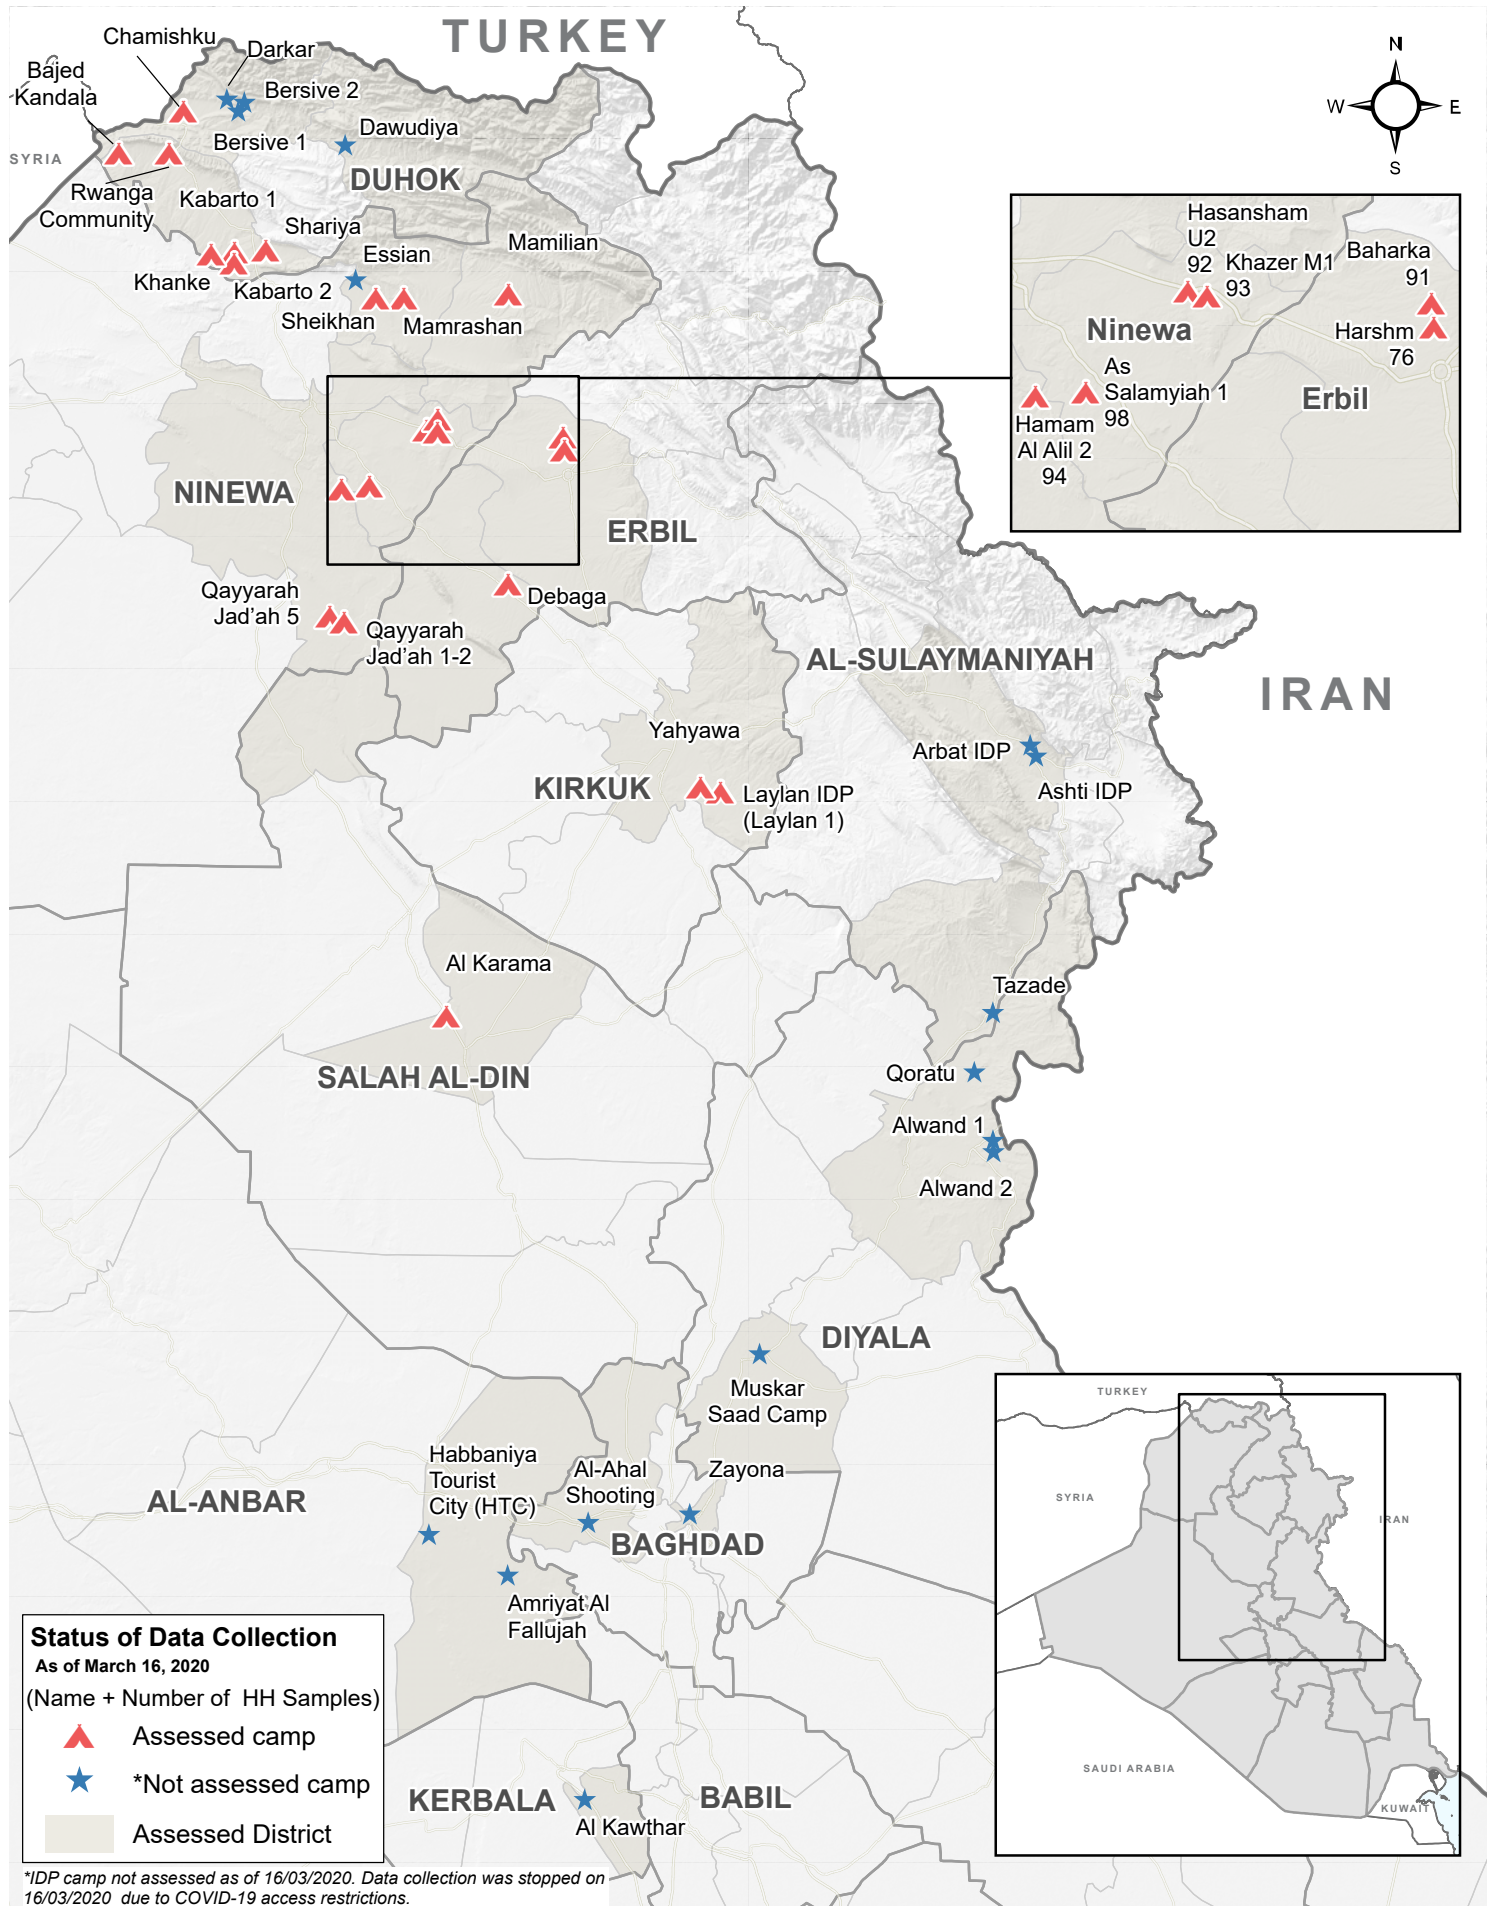 TURKEY
Chamishku
Darkar
Bajed
Kandala
Bersive 2
Bersive 1
Dawudiya
SYRIA
DUHOK
Rwanga
Community
Kabarto 1
Shariya
Essian
Mamilian
Khanke
Kabarto 2
Sheikhan
Mamrashan
N
W
E
S
Hasansham
U2
92
Khazer M1
93
Baharka
91
Ninewa
Harshm
76
As
Salamyiah 1
98
Erbil
Hamam
Al Alil 2
94
NINEWA
ERBIL
Qayyarah
Jad'ah 5
Debaga
Qayyarah
Jad'ah 1-2
AL-SULAYMANIYAH
IRAN
Yahyawa
Arbat IDP
KIRKUK
Laylan IDP
(Laylan 1)
Ashti IDP
Al Karama
Tazade
SALAH AL-DIN
Qoratu
Alwand 1
Alwand 2
DIYALA
Muskar
Saad Camp
Habbaniya
Tourist
City (HTC)
Al-Ahal
Shooting
Zayona
AL-ANBAR
BAGHDAD
Amriyat Al
Fallujah
KERBALA
BABIL
Al Kawthar
TURKEY
SYRIA
IRAN
SAUDI ARABIA
KUWAIT
Status of Data Collection
As of March 16, 2020
(Name + Number of HH Samples)
Assessed camp
*Not assessed camp
Assessed District
*IDP camp not assessed as of 16/03/2020. Data collection was stopped on
16/03/2020 due to COVID-19 access restrictions.